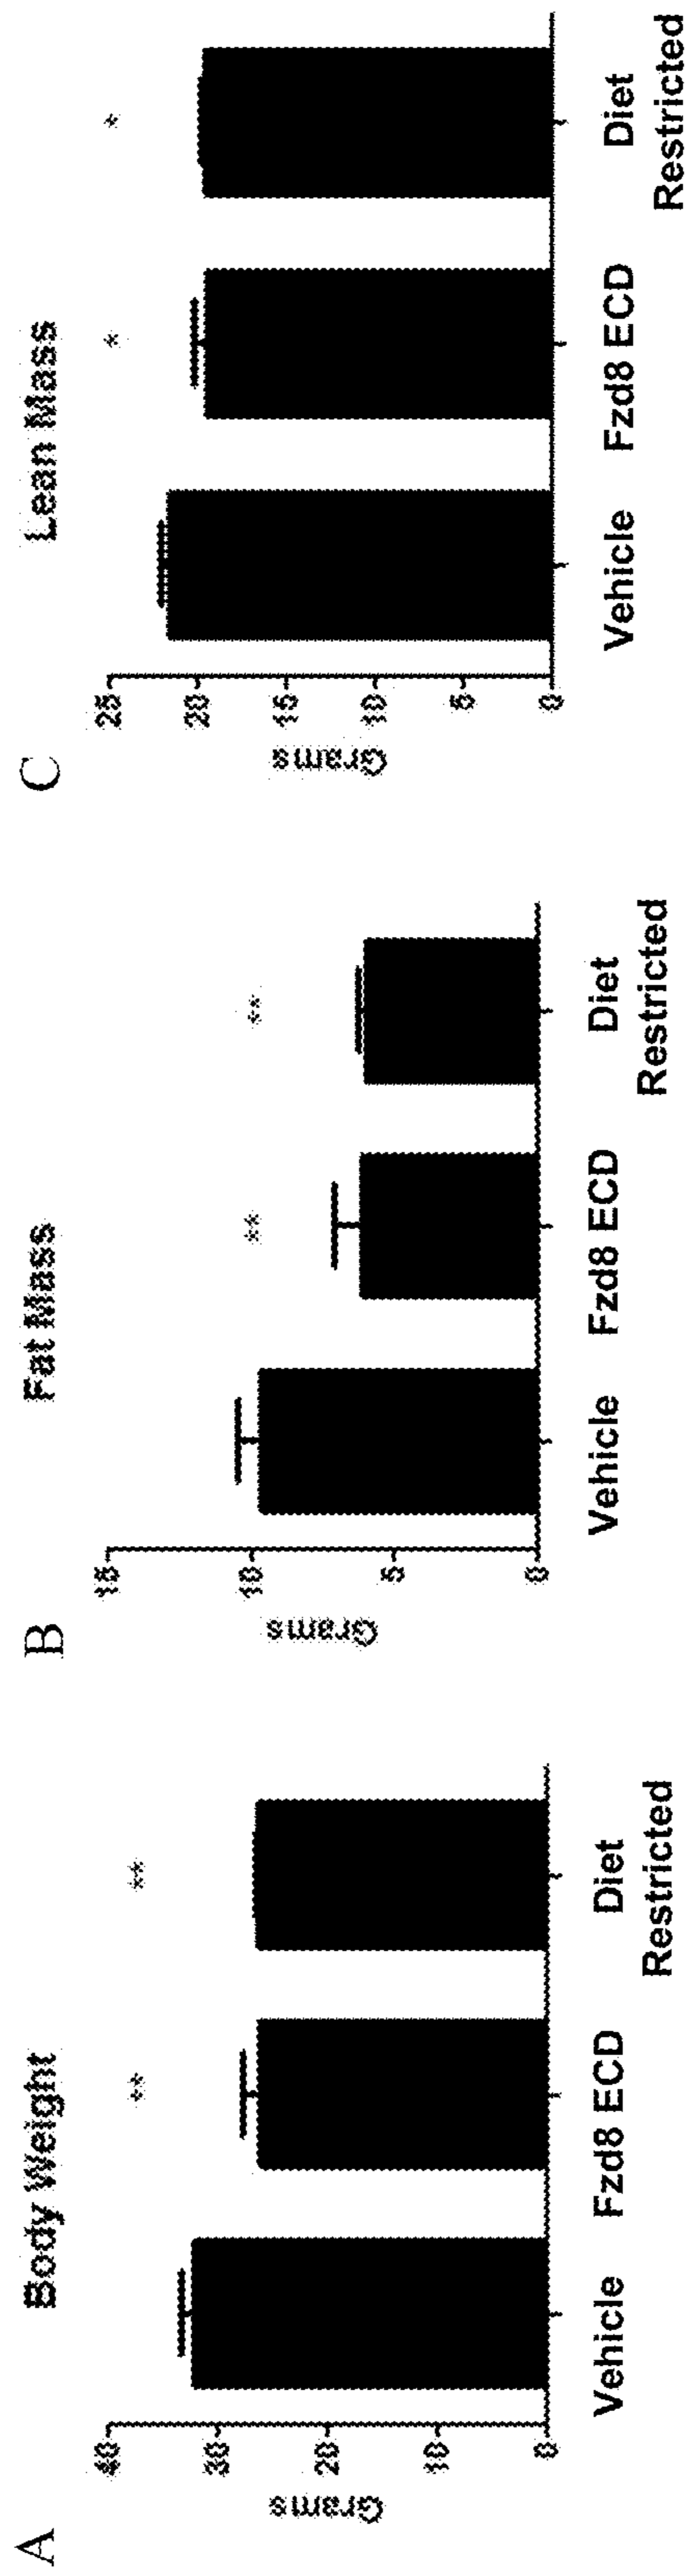 A
Body Weight
Grams
40
30
20
10
0
**
**
Vehicle
Fzd8 ECD
Diet
Restricted
B
Fat Mass
Grams
15
10
5
0
**
**
Vehicle
Fzd8 ECD
Diet
Restricted
C
Lean Mass
Grams
25
20
15
10
5
0
*
*
Vehicle
Fzd8 ECD
Diet
Restricted